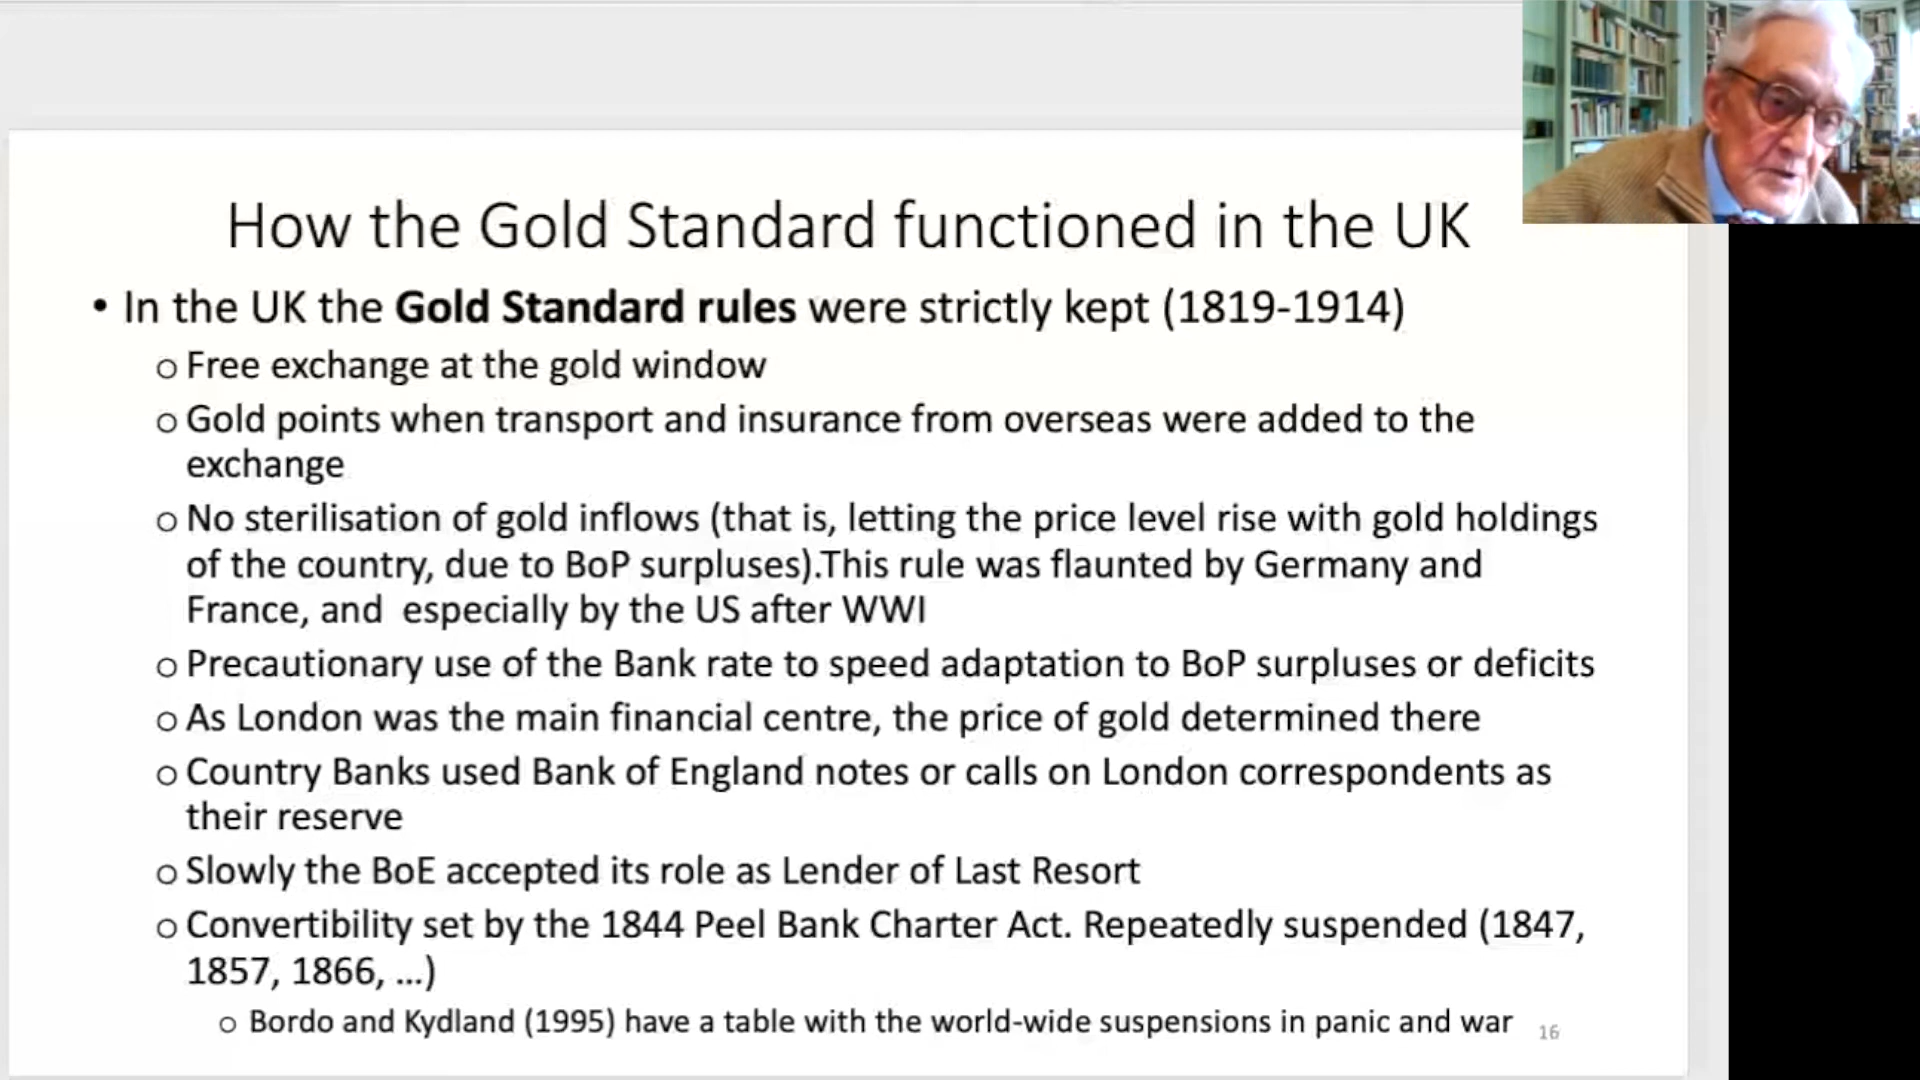 How the Gold Standard functioned in the UK
• In the UK the Gold Standard rules were strictly kept (1819-1914)
o Free exchange at the gold window
o Gold points when transport and insurance from overseas were added to the
exchange
o No sterilisation of gold inflows (that is, letting the price level rise with gold holdings
of the country, due to BoP surpluses).This rule was flaunted by Germany and
France, and especially by the US after WWI
o Precautionary use of the Bank rate to speed adaptation to BoP surpluses or deficits
o As London was the main financial centre, the price of gold determined there
o Country Banks used Bank of England notes or calls on London correspondents as
their reserve
o Slowly the BoE accepted its role as Lender of Last Resort
o Convertibility set by the 1844 Peel Bank Charter Act. Repeatedly suspended (1847,
1857, 1866, ...)
o Bordo and Kydland (1995) have a table with the world-wide suspensions in panic and war
16